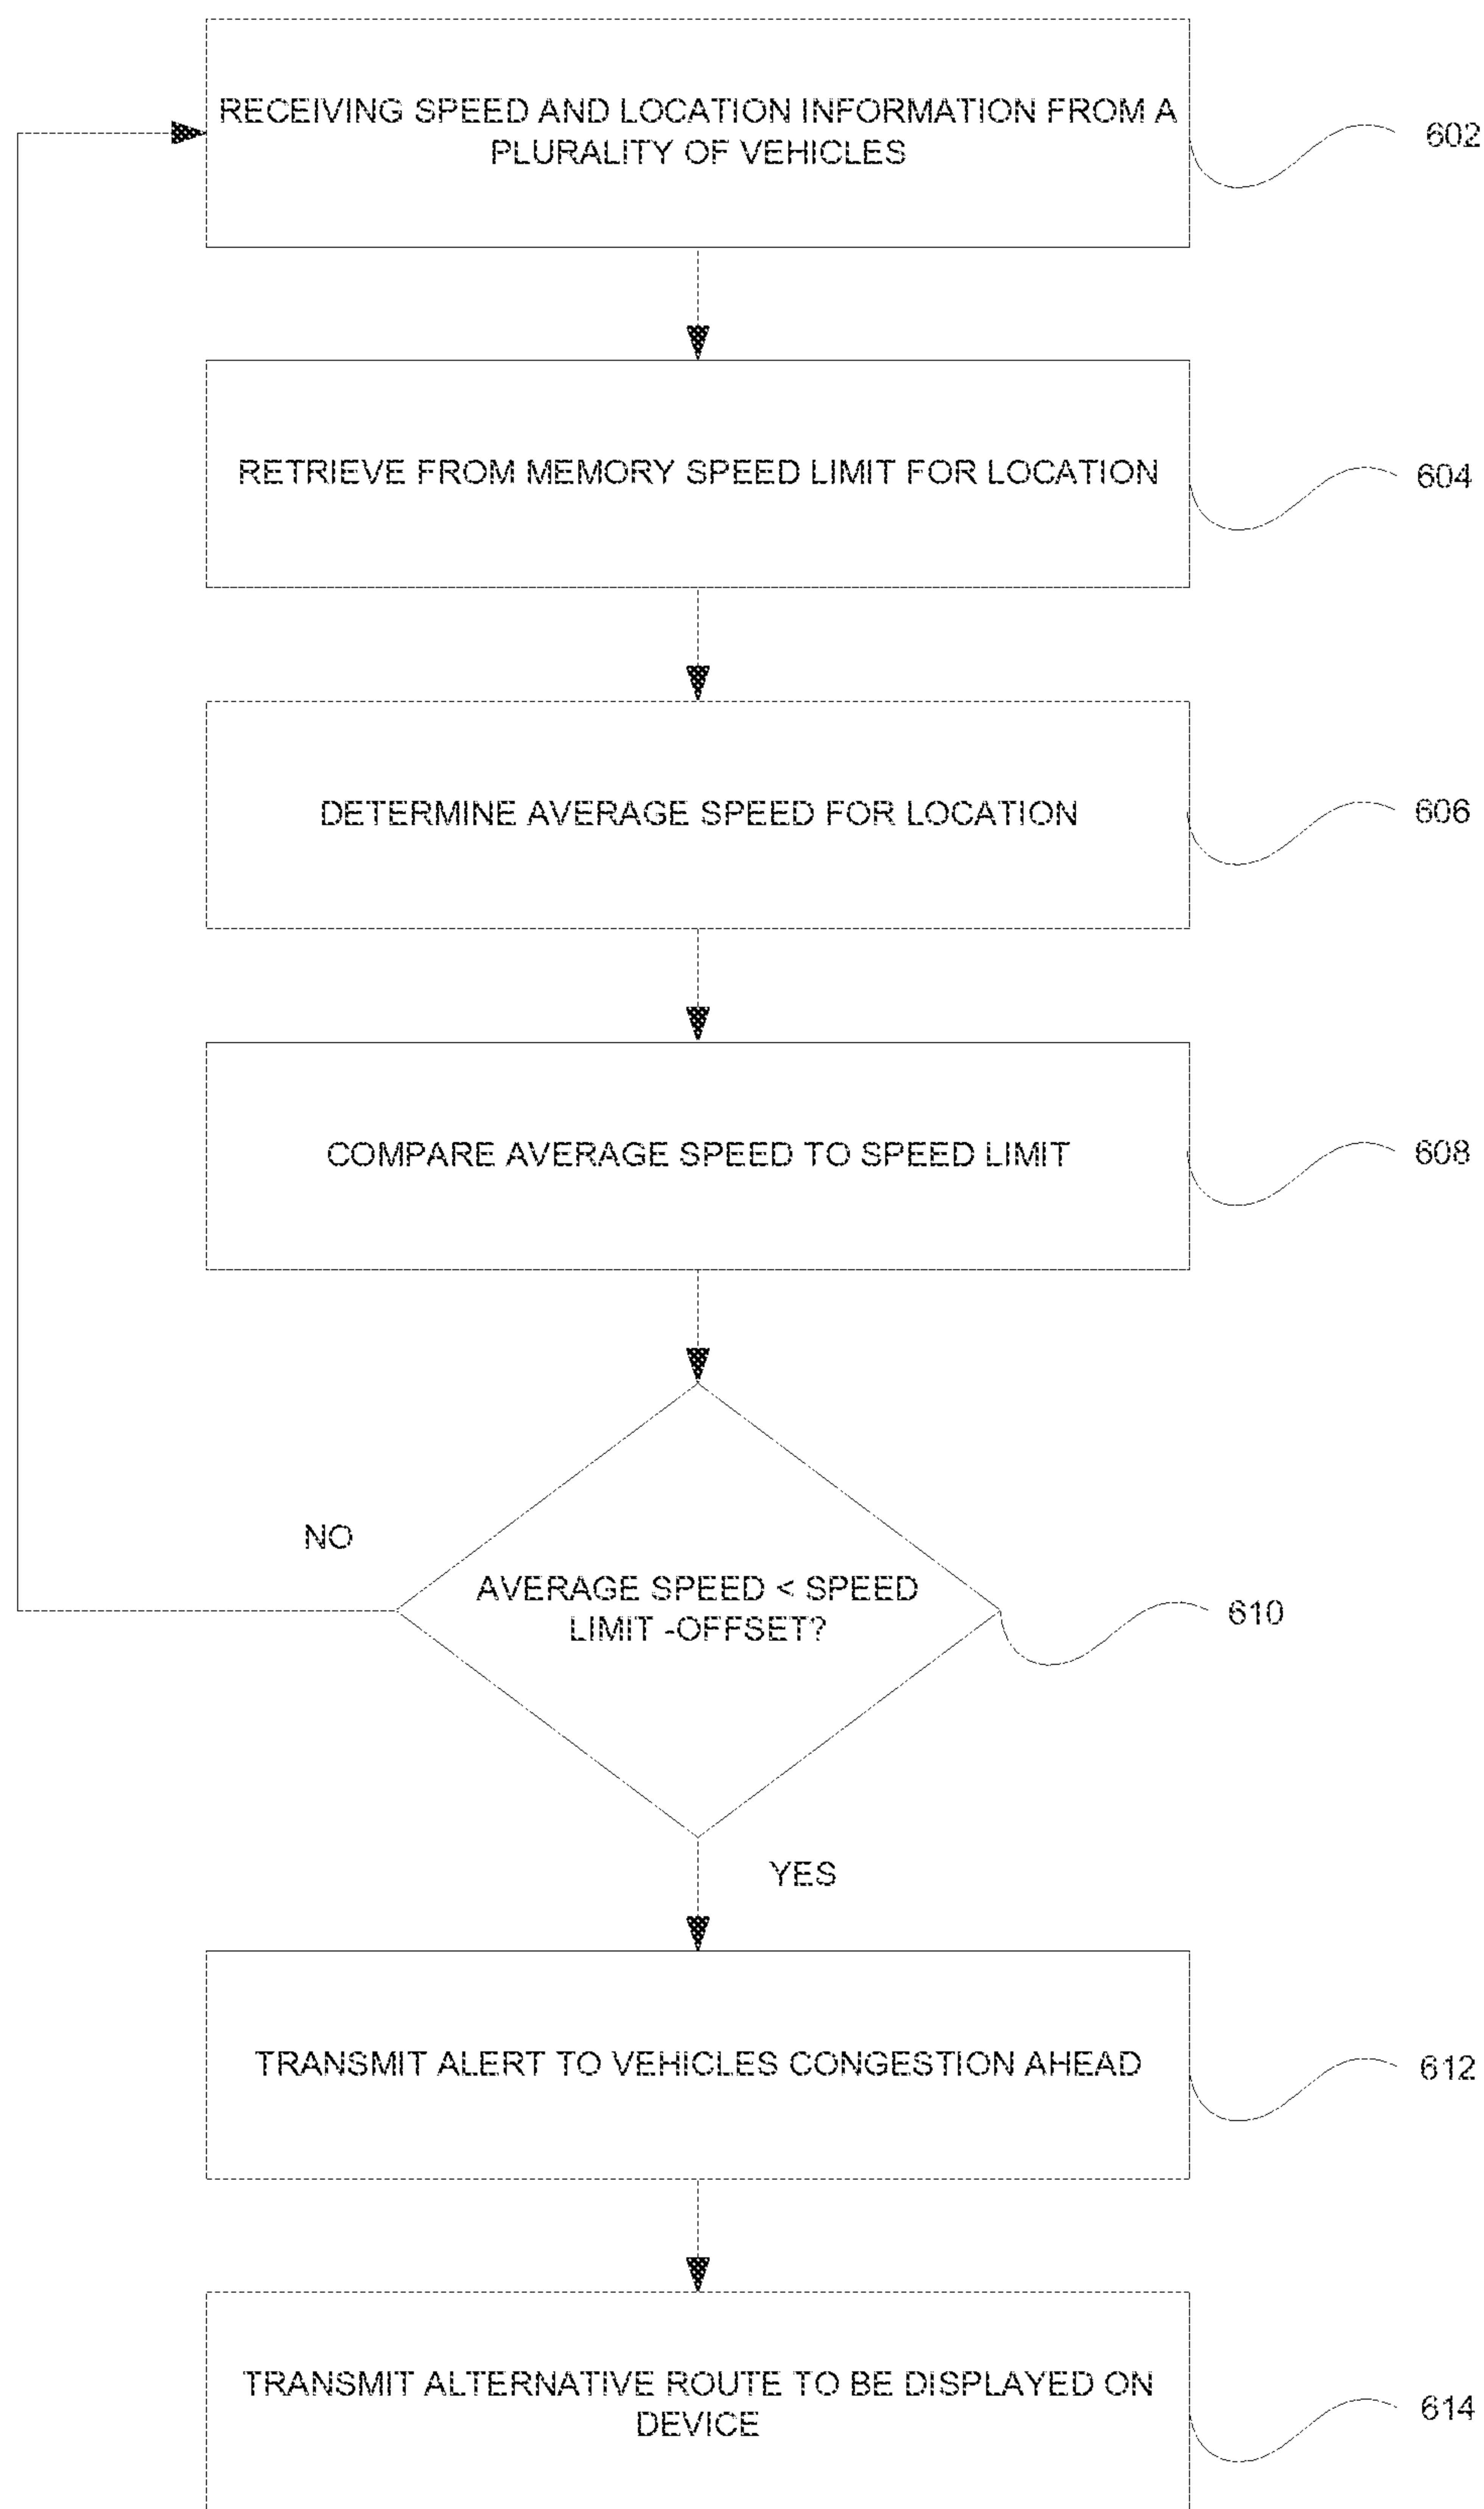 RECEIVING SPEED AND LOCATION INFORMATION FROM A
PLURALITY OF VEHICLES
602
RETRIEVE FROM MEMORY SPEED LIMIT FOR LOCATION
604
DETERMINE AVERAGE SPEED FOR LOCATION
606
COMPARE AVERAGE SPEED TO SPEED LIMIT
608
NO
AVERAGE SPEED < SPEED
LIMIT -OFFSET?
610
YES
TRANSMIT ALERT TO VEHICLES CONGESTION AHEAD
612
TRANSMIT ALTERNATIVE ROUTE TO BE DISPLAYED ON
DEVICE
614